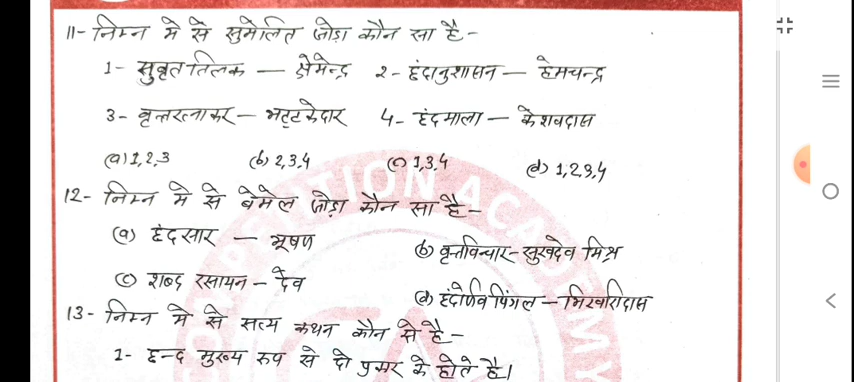 11- निम्न मे से सुमेलित जोड़ा कौन सा है -
1- सुवृत तिलक — क्षेमेन्द्र 2- छंदानुशासन — हेमचन्द्र
3- वृत्तरत्नाकर — भट्टकेदार 4- छंदमाला — केशवदास
(a) 1,2,3 (b) 2,3,4 (c) 1,3,4 (d) 1,2,3,4
12- निम्न मे से बेमेल जोड़ा कौन सा है -
(a) छंदसार — भूषण (b) वृत्तविचार - सुखदेव मिश्र
(c) शब्द रसायन - देव (d) छंदोर्णव पिंगल - भिखारीदास
13- निम्न मे से सत्य कथन कौन से है -
1- छन्द मुख्य रूप से दो प्रकार के होते है।
COMPETITION ACADEMY